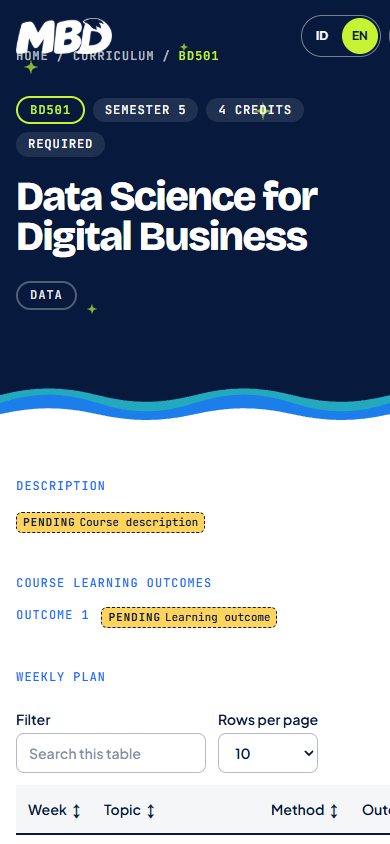 MBD
ID EN
HOME / CURRICULUM / BD501
BD501 SEMESTER 5 4 CREDITS
REQUIRED
Data Science for
Digital Business
DATA
DESCRIPTION
PENDING Course description
COURSE LEARNING OUTCOMES
OUTCOME 1 PENDING Learning outcome
WEEKLY PLAN
Filter Rows per page
Search this table 10
Week Topic Method Outc